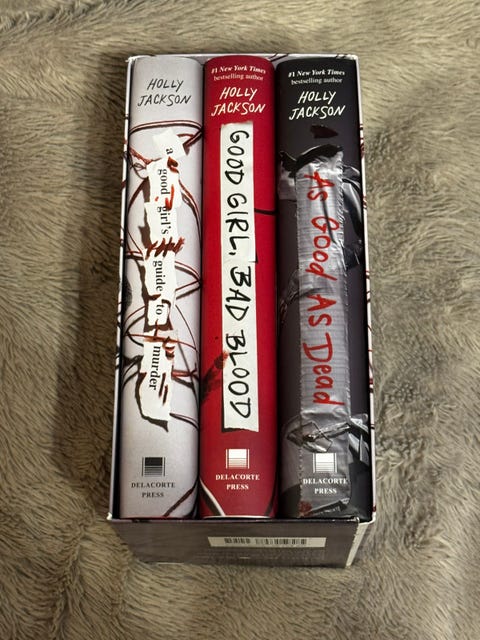 HOLLY
JACKSON
a good girl's guide to murder
DELACORTE
PRESS
#1 New York Times
bestselling author
HOLLY
JACKSON
GOOD GIRL, BAD BLOOD
DELACORTE
PRESS
#1 New York Times
bestselling author
HOLLY
JACKSON
As Good As Dead
DELACORTE
PRESS